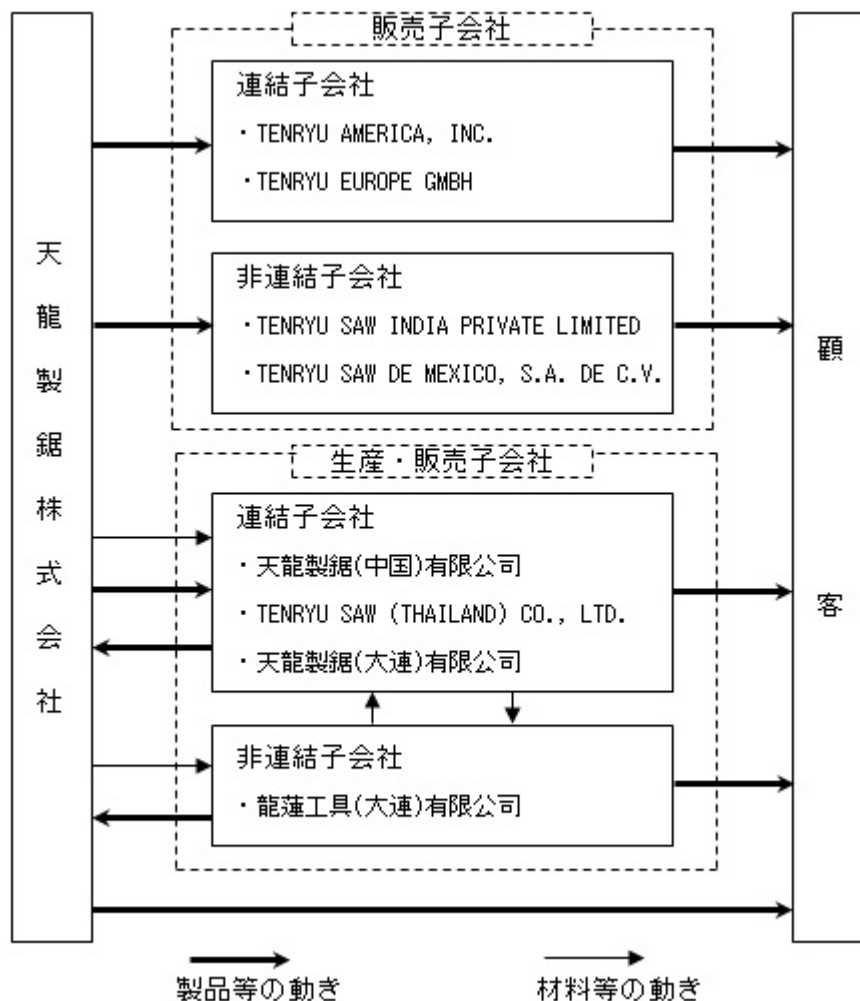 販売子会社
連結子会社
・TENRYU AMERICA, INC.
・TENRYU EUROPE GMBH
非連結子会社
・TENRYU SAW INDIA PRIVATE LIMITED
・TENRYU SAW DE MEXICO, S.A. DE C.V.
天龍製鋸株式会社
顧客
生産・販売子会社
連結子会社
・天龍製鋸(中国)有限公司
・TENRYU SAW (THAILAND) CO., LTD.
・天龍製鋸(大連)有限公司
非連結子会社
・龍蓮工具(大連)有限公司
製品等の動き
材料等の動き